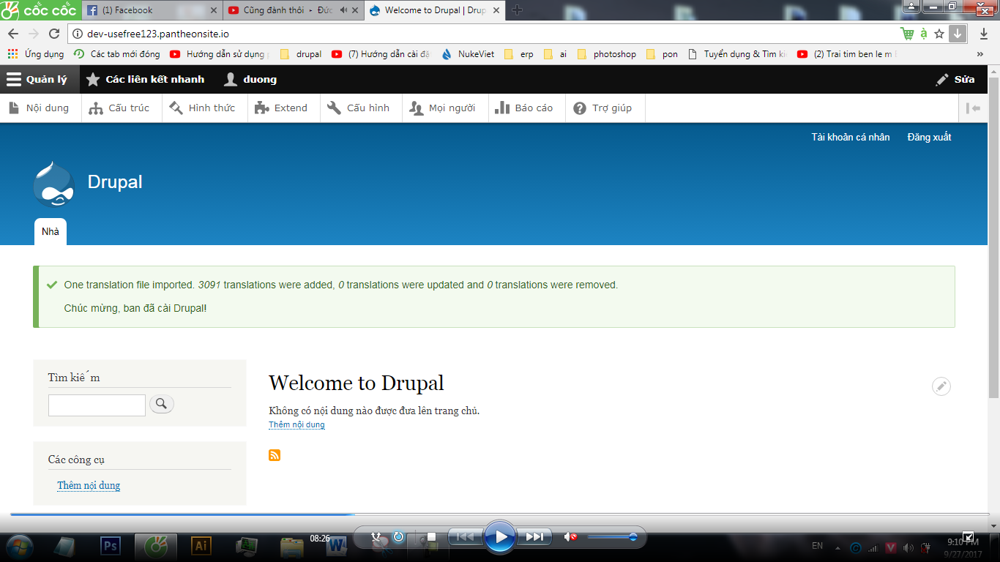 cốc cốc
(1) Facebook
Cũng đành thôi ▸ Đức
Welcome to Drupal | Drup
dev-usefree123.pantheonsite.io
Ứng dụng
Các tab mới đóng
Hướng dẫn sử dụng
drupal
(7) Hướng dẫn cài đặ
NukeViet
erp
ai
photoshop
pon
Tuyển dụng & Tìm ki
(2) Trai tim ben le m
»
Quản lý
Các liên kết nhanh
duong
Sửa
Nội dung
Cấu trúc
Hình thức
Extend
Cấu hình
Mọi người
Báo cáo
Trợ giúp
Tài khoản cá nhân
Đăng xuất
Drupal
Nhà
One translation file imported. 3091 translations were added, 0 translations were updated and 0 translations were removed.
Chúc mừng, bạn đã cài Drupal!
Tìm kiếm
Welcome to Drupal
Không có nội dung nào được đưa lên trang chủ.
Thêm nội dung
Các công cụ
Thêm nội dung
Ps
Ai
08:26
W
EN
V
9:10 PM
9/27/2017